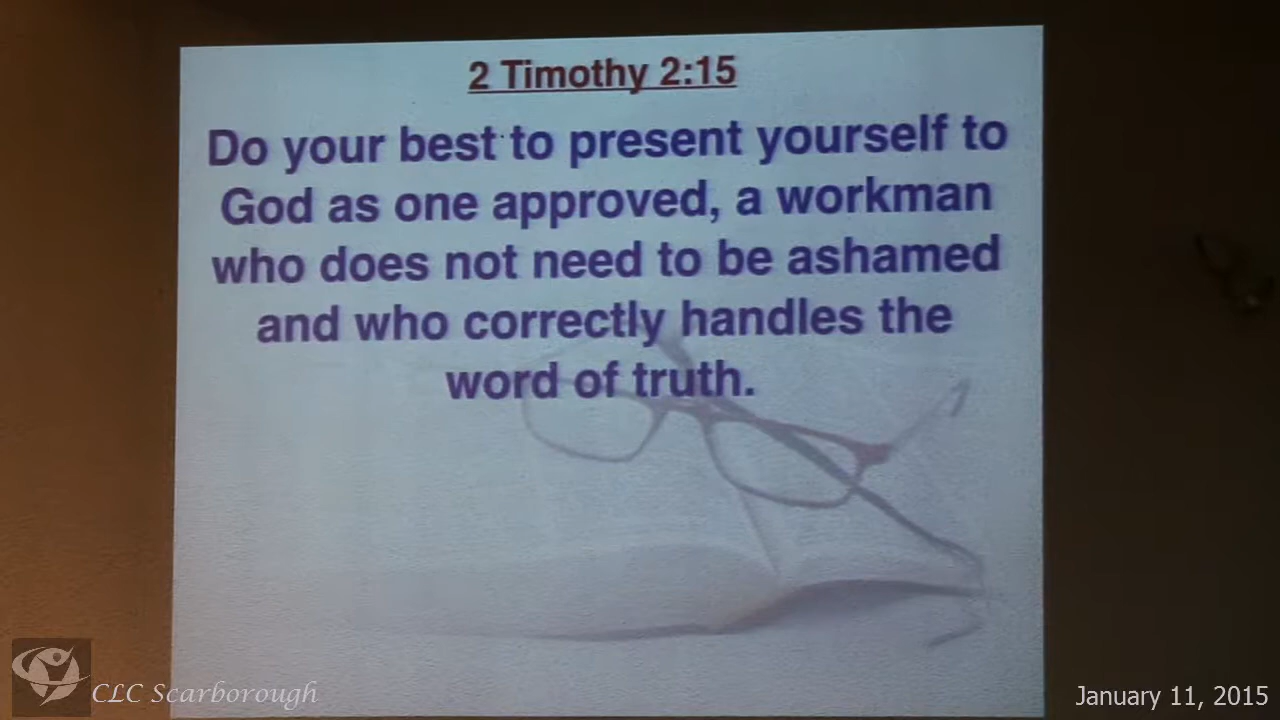 2 Timothy 2:15
Do your best to present yourself to
God as one approved, a workman
who does not need to be ashamed
and who correctly handles the
word of truth.
CLC Scarborough
January 11, 2015